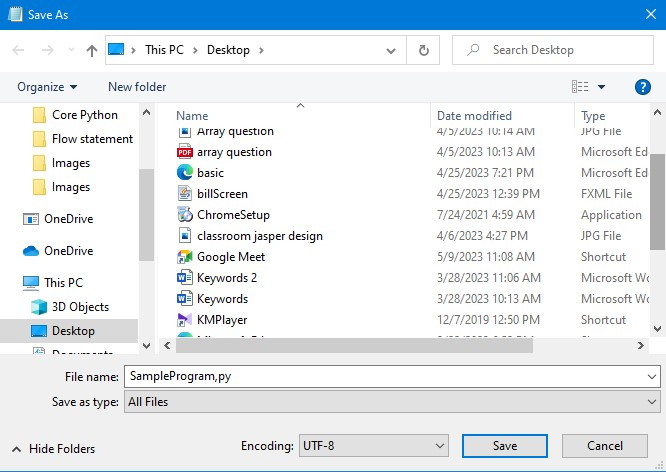 Save As
This PC > Desktop >
Search Desktop
Organize New folder
Name Date modified Type
Core Python
Flow statement
Images
Images
OneDrive
OneDrive
This PC
3D Objects
Desktop
Documents
Array question 4/5/2023 10:14 AM JPG File
array question 4/5/2023 10:13 AM Microsoft Ed
basic 4/25/2023 7:21 PM Microsoft Ed
billScreen 4/25/2023 12:39 PM FXML File
ChromeSetup 7/24/2021 4:59 AM Application
classroom jasper design 4/6/2023 4:27 PM JPG File
Google Meet 5/9/2023 11:08 AM Shortcut
Keywords 2 3/28/2023 11:06 AM Microsoft Wo
Keywords 3/28/2023 10:13 AM Microsoft Wo
KMPlayer 12/7/2019 12:50 PM Shortcut
File name: SampleProgram,py
Save as type: All Files
Hide Folders
Encoding: UTF-8
Save
Cancel